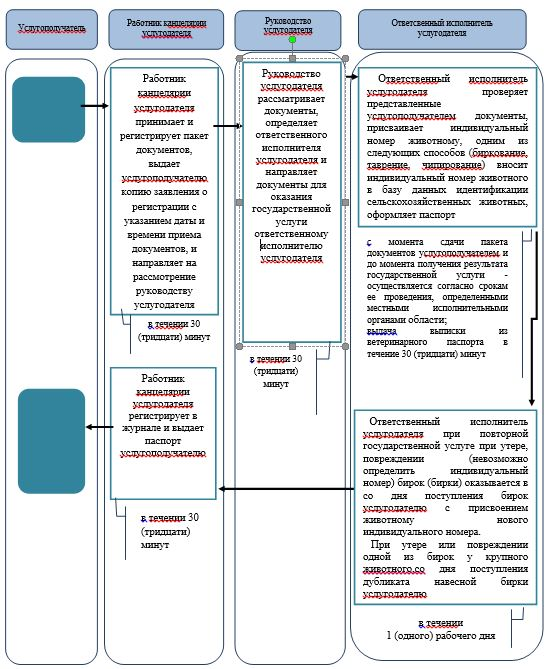 Услугополучатель
Работник канцелярии
услугодателя
Руководство
услугодателя
Ответсвеный исполнитель
услугодателя
Работник
канцелярии
услугодателя
принимает и
регистрирует пакет
документов,
выдает
услугополучателю
копию заявления о
регистрации с
указанием даты и
времени приема
документов, и
направляет на
рассмотрение
руководству
услугодателя
в течении 30
(тридцати) минут
Руководство
услугодателя
рассматривает
документы,
определяет
ответственного
исполнителя
услугодателя и
направляет
документы для
оказания
государственной
услуги
ответственному
исполнителю
услугодателя
в течении 30
(тридцати)
минут
Ответственный исполнитель
услугодателя проверяет
представленные
услугополучателем документы,
присваивает индивидуальный
номер животному, одним из
следующих способов (биркование,
таврение, чипирование) вносит
индивидуальный номер животного
в базу данных идентификации
сельскохозяйственных животных,
оформляет паспорт
с момента сдачи пакета
документов услугополучателем и
до момента получения результата
государственной услуги -
осуществляется согласно срокам
ее проведения, определенными
местными исполнительными
органами области;
выдача выписки из
ветеринарного паспорта в
течение 30 (тридцати) минут
Работник
канцелярии
услугодателя
регистрирует в
журнале и выдает
паспорт
услугополучателю
в течении 30
(тридцати)
минут
Ответственный исполнитель
услугодателя при повторной
государственной услуге при утере,
повреждении (невозможно
определить индивидуальный
номер) бирок (бирки) оказывается в
со дня поступления бирок
услугодателю с присвоением
животному нового
индивидуального номера.
При утере или повреждении
одной из бирок у крупного
животного,со дня поступления
дубликата навесной бирки
услугодателю
в течении
1 (одного) рабочего дня